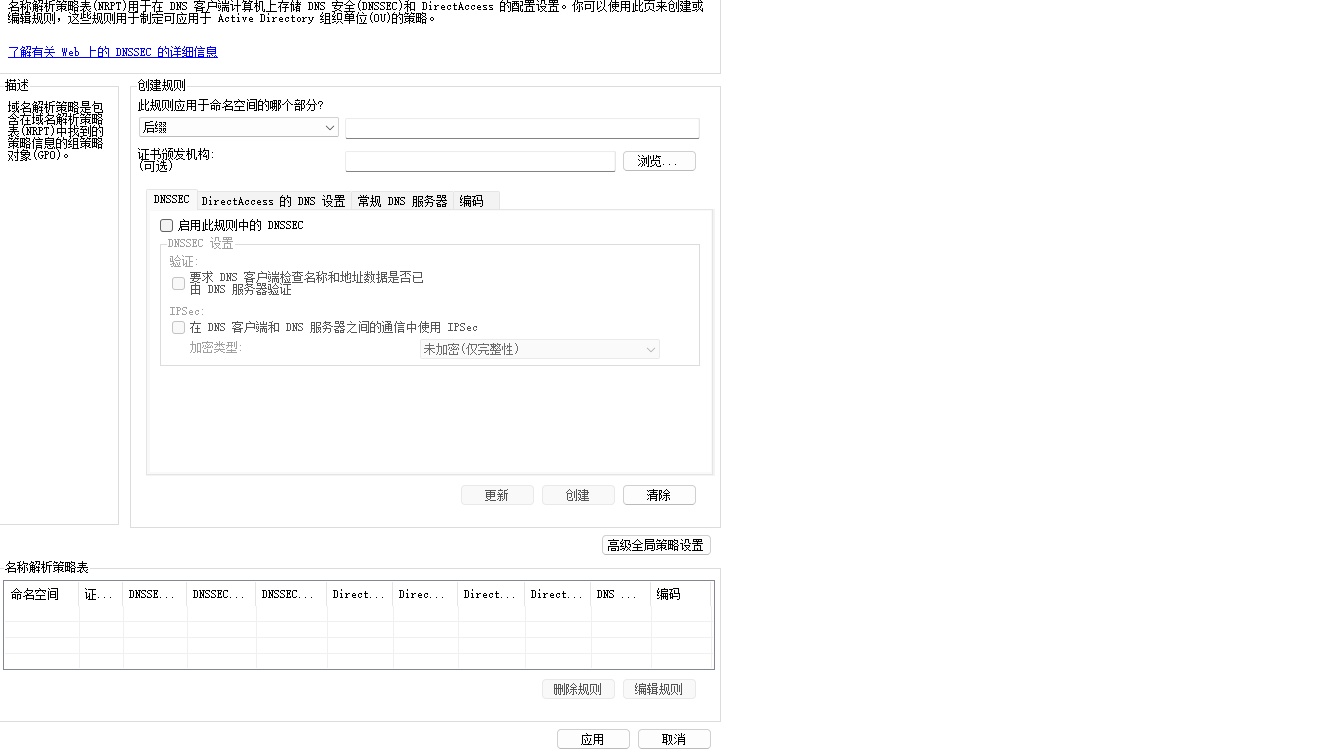 名称解析策略表(NRPT)用于在 DNS 客户端计算机上存储 DNS 安全(DNSSEC)和 DirectAccess 的配置设置。你可以使用此页来创建或
编辑规则，这些规则用于制定可应用于 Active Directory 组织单位(OU)的策略。
了解有关 Web 上的 DNSSEC 的详细信息
描述
域名解析策略是包
含在域名解析策略
表(NRPT)中找到的
策略信息的组策略
对象(GPO)。
创建规则
此规则应用于命名空间的哪个部分?
后缀
证书颁发机构:
(可选)
浏览...
DNSSEC
DirectAccess 的 DNS 设置
常规 DNS 服务器
编码
启用此规则中的 DNSSEC
DNSSEC 设置
验证:
要求 DNS 客户端检查名称和地址数据是否已
由 DNS 服务器验证
IPSec:
在 DNS 客户端和 DNS 服务器之间的通信中使用 IPSec
加密类型:
未加密(仅完整性)
更新
创建
清除
高级全局策略设置
名称解析策略表
命名空间
证...
DNSSE...
DNSSEC...
DNSSEC...
Direct...
Direc...
Direct...
Direct...
DNS ...
编码
删除规则
编辑规则
应用
取消